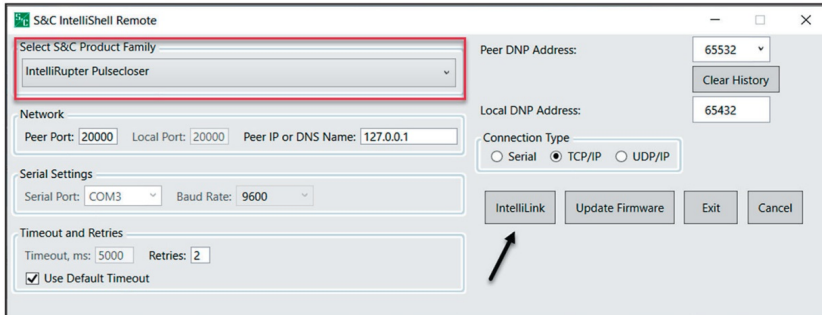 S&C IntelliShell Remote
Select S&C Product Family
IntelliRupter Pulsecloser
Network
Peer Port: 20000 Local Port: 20000 Peer IP or DNS Name: 127.0.0.1
Serial Settings
Serial Port: COM3 Baud Rate: 9600
Timeout and Retries
Timeout, ms: 5000 Retries: 2
Use Default Timeout
Peer DNP Address: 65532
Clear History
Local DNP Address: 65432
Connection Type
Serial TCP/IP UDP/IP
IntelliLink Update Firmware Exit Cancel